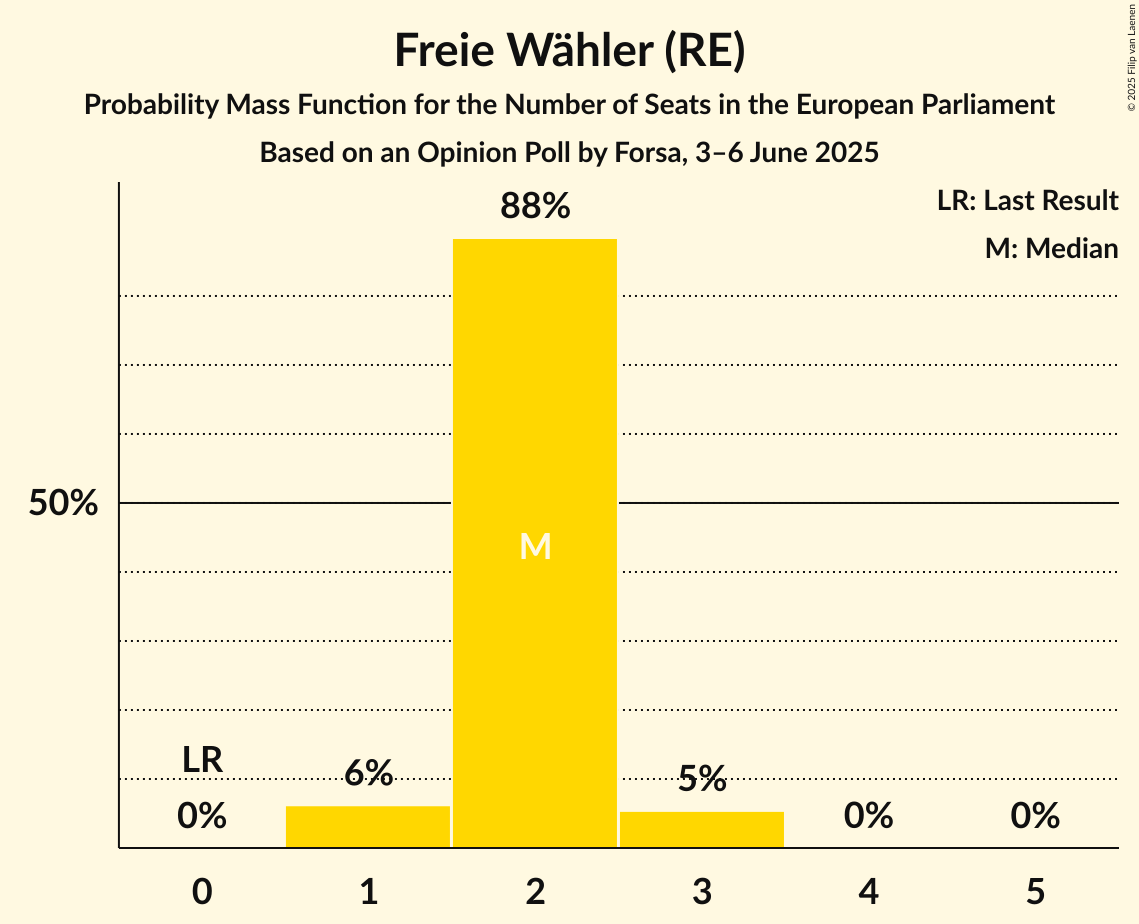 Freie Wähler (RE)
Probability Mass Function for the Number of Seats in the European Parliament
Based on an Opinion Poll by Forsa, 3–6 June 2025
© 2025 Filip van Laenen
LR: Last Result
M: Median
88%
50%
M
LR
0%
6%
5%
0%
0%
0 1 2 3 4 5